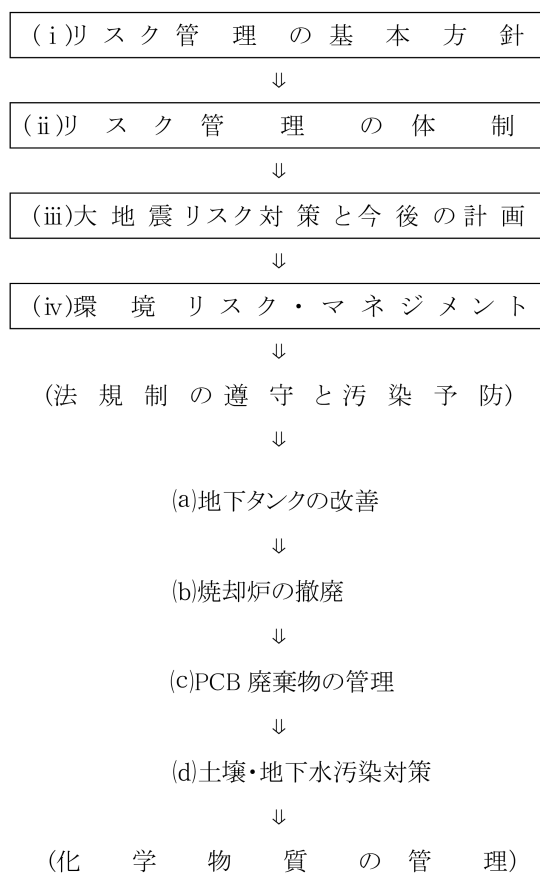 (ⅰ)リスク管理の基本方針
⇓
(ⅱ)リスク管理の体制
⇓
(ⅲ)大地震リスク対策と今後の計画
⇓
(ⅳ)環境リスク・マネジメント
⇓
(法規制の遵守と汚染予防)
⇓
(a)地下タンクの改善
⇓
(b)焼却炉の撤廃
⇓
(c)PCB 廃棄物の管理
⇓
(d)土壌・地下水汚染対策
⇓
(化学物質の管理)